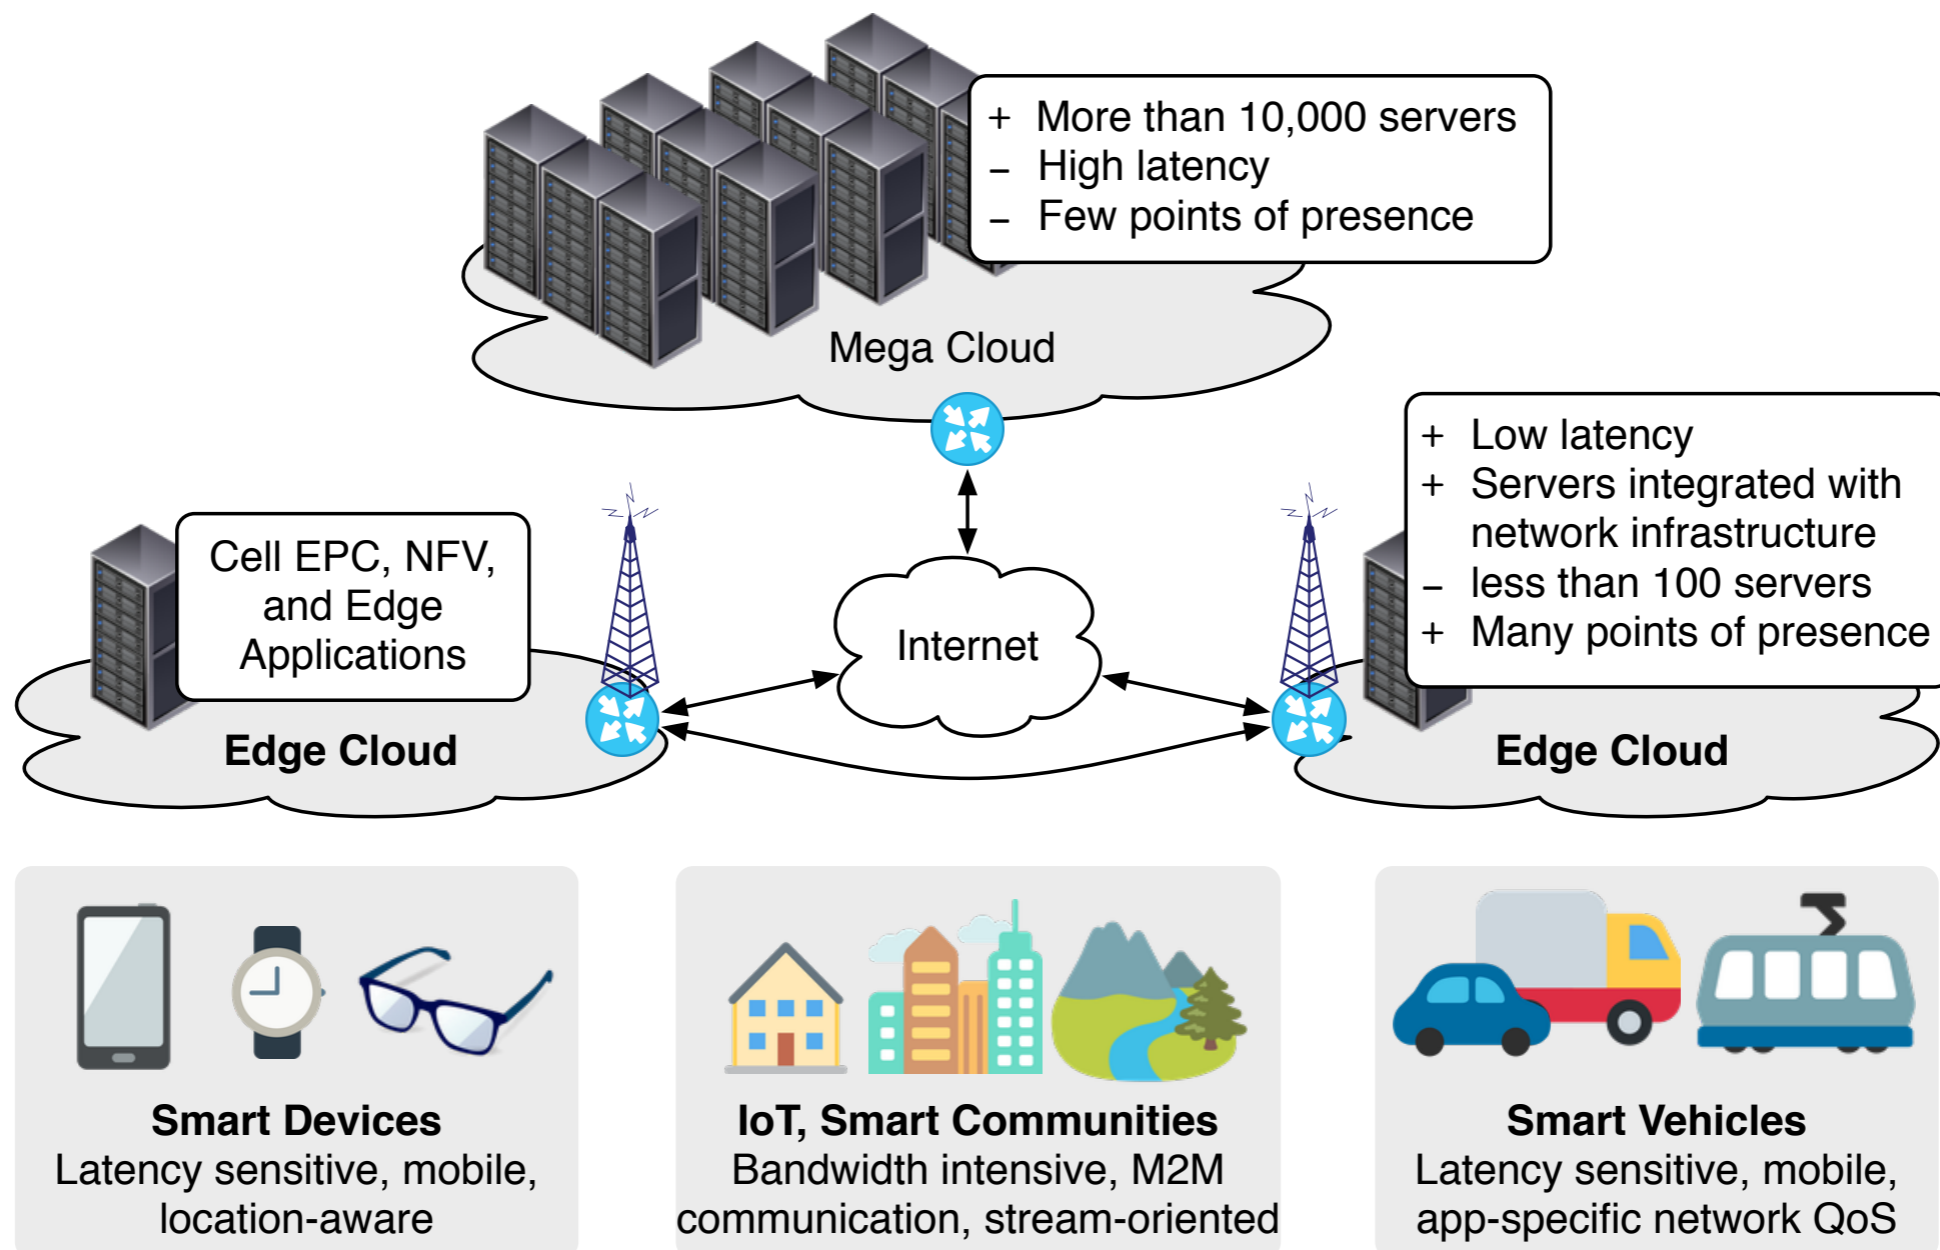 + More than 10,000 servers
– High latency
– Few points of presence
Mega Cloud
+ Low latency
+ Servers integrated with
network infrastructure
– less than 100 servers
+ Many points of presence
Cell EPC, NFV,
and Edge
Applications
Internet
Edge Cloud
Edge Cloud
Smart Devices
Latency sensitive, mobile,
location-aware
IoT, Smart Communities
Bandwidth intensive, M2M
communication, stream-oriented
Smart Vehicles
Latency sensitive, mobile,
app-specific network QoS